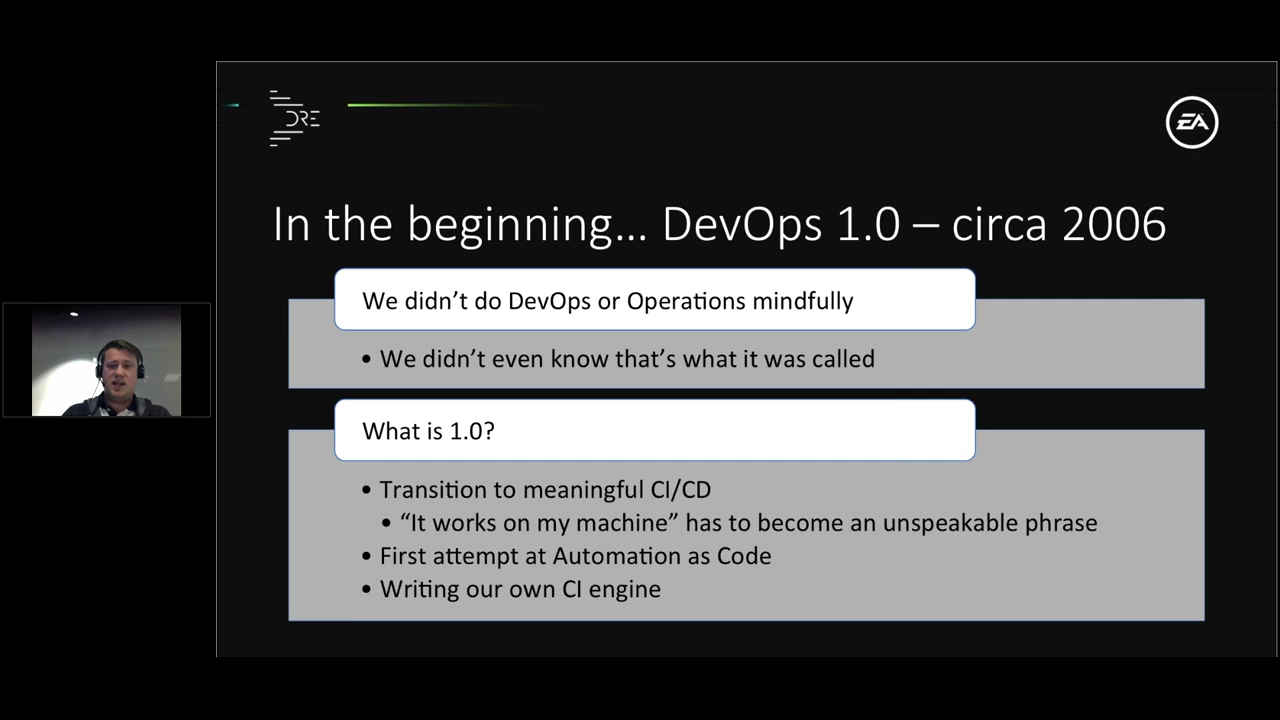 DRE
EA
In the beginning... DevOps 1.0 – circa 2006
We didn't do DevOps or Operations mindfully
• We didn't even know that's what it was called
What is 1.0?
• Transition to meaningful CI/CD
• “It works on my machine” has to become an unspeakable phrase
• First attempt at Automation as Code
• Writing our own CI engine